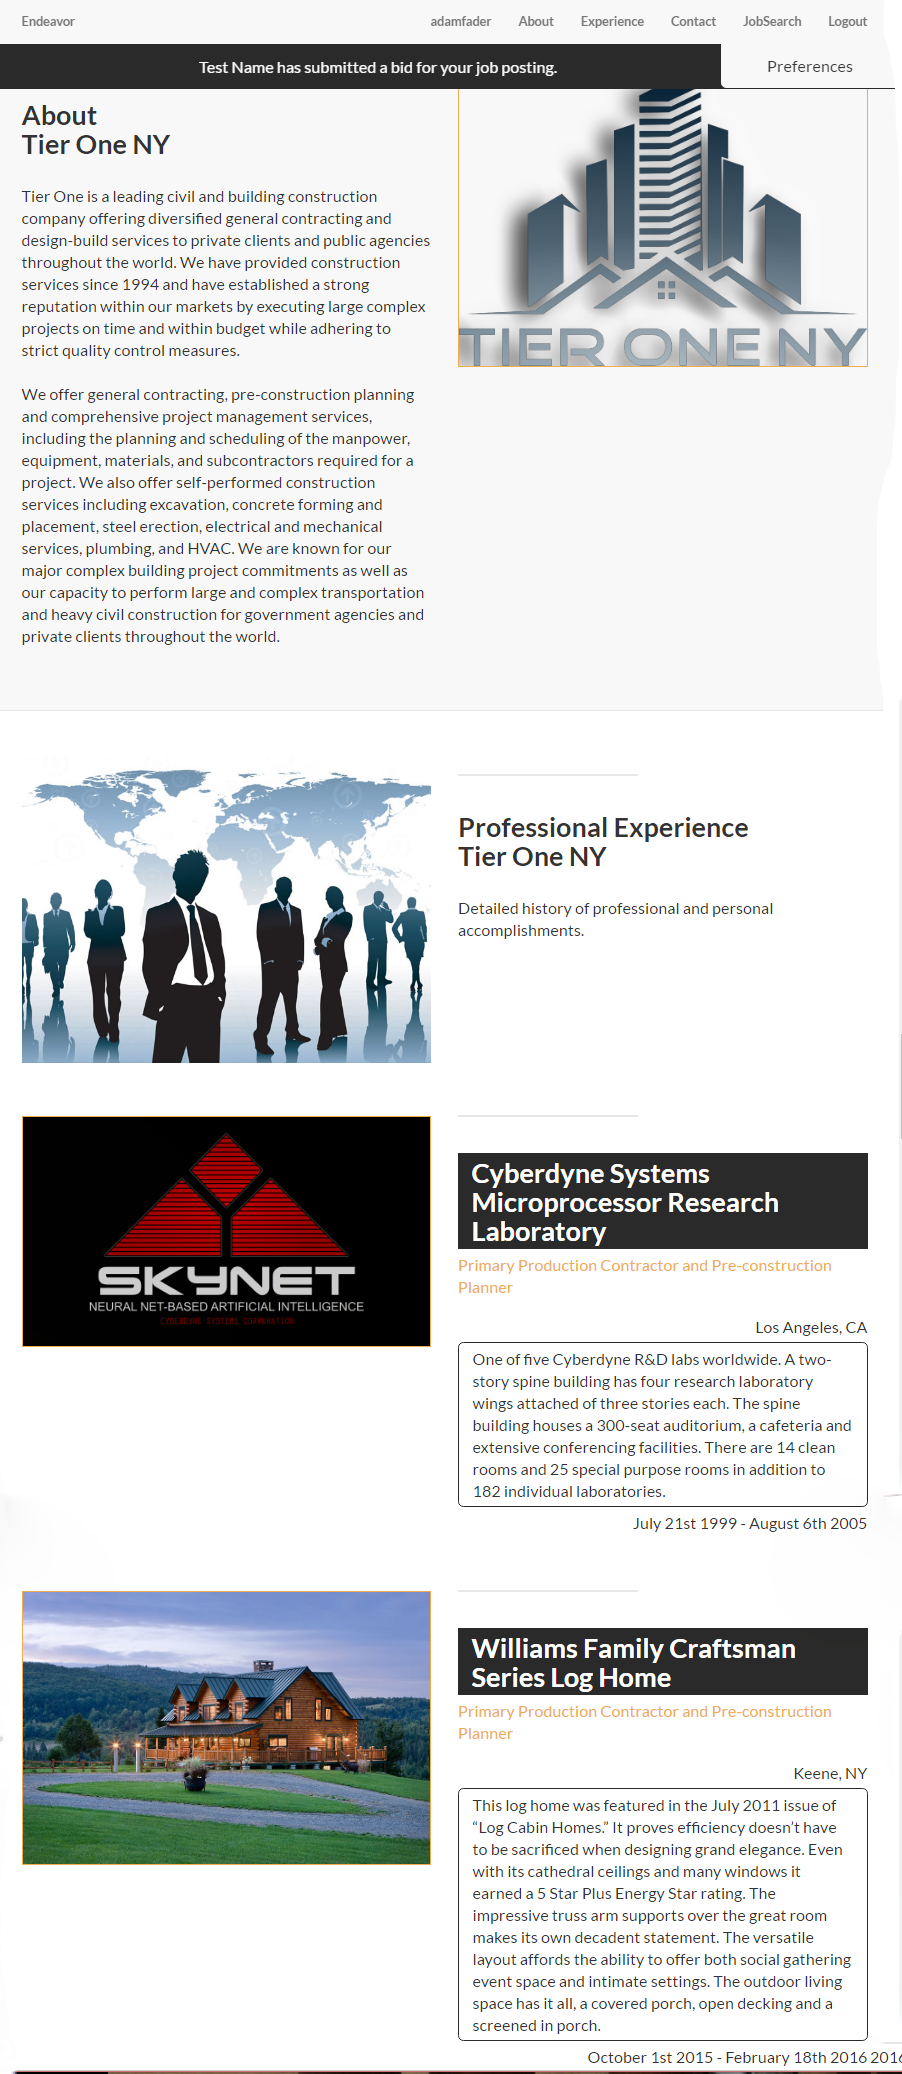 Endeavor adamfader About Experience Contact JobSearch Logout
Test Name has submitted a bid for your job posting. Preferences
About
Tier One NY
Tier One is a leading civil and building construction
company offering diversified general contracting and
design-build services to private clients and public agencies
throughout the world. We have provided construction
services since 1994 and have established a strong
reputation within our markets by executing large complex
projects on time and within budget while adhering to
strict quality control measures.
We offer general contracting, pre-construction planning
and comprehensive project management services,
including the planning and scheduling of the manpower,
equipment, materials, and subcontractors required for a
project. We also offer self-performed construction
services including excavation, concrete forming and
placement, steel erection, electrical and mechanical
services, plumbing, and HVAC. We are known for our
major complex building project commitments as well as
our capacity to perform large and complex transportation
and heavy civil construction for government agencies and
private clients throughout the world.
TIER ONE NY
Professional Experience
Tier One NY
Detailed history of professional and personal
accomplishments.
SKYNET
NEURAL NET-BASED ARTIFICIAL INTELLIGENCE
CYBERDYNE SYSTEMS CORPORATION
Cyberdyne Systems
Microprocessor Research
Laboratory
Primary Production Contractor and Pre-construction
Planner
Los Angeles, CA
One of five Cyberdyne R&D labs worldwide. A two-
story spine building has four research laboratory
wings attached of three stories each. The spine
building houses a 300-seat auditorium, a cafeteria and
extensive conferencing facilities. There are 14 clean
rooms and 25 special purpose rooms in addition to
182 individual laboratories.
July 21st 1999 - August 6th 2005
Williams Family Craftsman
Series Log Home
Primary Production Contractor and Pre-construction
Planner
Keene, NY
This log home was featured in the July 2011 issue of
“Log Cabin Homes.” It proves efficiency doesn’t have
to be sacrificed when designing grand elegance. Even
with its cathedral ceilings and many windows it
earned a 5 Star Plus Energy Star rating. The
impressive truss arm supports over the great room
makes its own decadent statement. The versatile
layout affords the ability to offer both social gathering
event space and intimate settings. The outdoor living
space has it all, a covered porch, open decking and a
screened in porch.
October 1st 2015 - February 18th 2016 2016